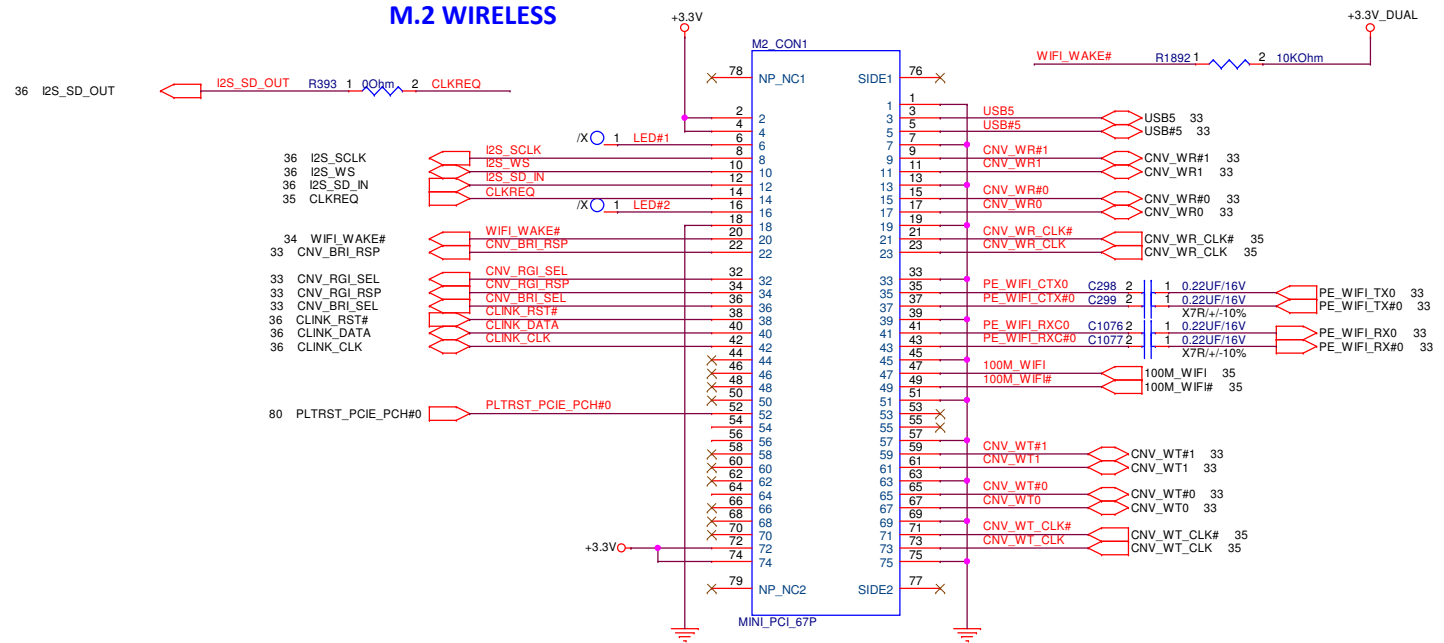 M.2 WIRELESS
+3.3V
+3.3V_DUAL
M2_CON1
WIFI_WAKE# R1892 1 2 10KOhm
78 NP_NC1 SIDE1 76
36 I2S_SD_OUT I2S_SD_OUT R393 1 0Ohm 2 CLKREQ
1 1
2 2 3 3 USB5 USB5 33
4 4 5 5 USB#5 USB#5 33
/X 1 LED#1 6 6 7 7
36 I2S_SCLK I2S_SCLK 8 8 9 9 CNV_WR#1 CNV_WR#1 33
36 I2S_WS I2S_WS 10 10 11 11 CNV_WR1 CNV_WR1 33
36 I2S_SD_IN I2S_SD_IN 12 12 13 13
35 CLKREQ CLKREQ 14 14 15 15 CNV_WR#0 CNV_WR#0 33
/X 1 LED#2 16 16 17 17 CNV_WR0 CNV_WR0 33
18 18 19 19
34 WIFI_WAKE# WIFI_WAKE# 20 20 21 21 CNV_WR_CLK# CNV_WR_CLK# 35
33 CNV_BRI_RSP CNV_BRI_RSP 22 22 23 23 CNV_WR_CLK CNV_WR_CLK 35
33 CNV_RGI_SEL CNV_RGI_SEL 32 32 33 33
33 CNV_RGI_RSP CNV_RGI_RSP 34 34 35 35 PE_WIFI_CTX0 C298 2 1 0.22UF/16V PE_WIFI_TX0 33
33 CNV_BRI_SEL CNV_BRI_SEL 36 36 37 37 PE_WIFI_CTX#0 C299 2 1 0.22UF/16V PE_WIFI_TX#0 33
X7R/+/-10%
36 CLINK_RST# CLINK_RST# 38 38 39 39
36 CLINK_DATA CLINK_DATA 40 40 41 41 PE_WIFI_RXC0 C1076 2 1 0.22UF/16V PE_WIFI_RX0 33
36 CLINK_CLK CLINK_CLK 42 42 43 43 PE_WIFI_RXC#0 C1077 2 1 0.22UF/16V PE_WIFI_RX#0 33
X7R/+/-10%
44 44 45 45
46 46 47 47 100M_WIFI 100M_WIFI 35
48 48 49 49 100M_WIFI# 100M_WIFI# 35
50 50 51 51
80 PLTRST_PCIE_PCH#0 PLTRST_PCIE_PCH#0 52 52 53 53
54 54 55 55
56 56 57 57
58 58 59 59 CNV_WT#1 CNV_WT#1 33
60 60 61 61 CNV_WT1 CNV_WT1 33
62 62 63 63
64 64 65 65 CNV_WT#0 CNV_WT#0 33
66 66 67 67 CNV_WT0 CNV_WT0 33
68 68 69 69
70 70 71 71 CNV_WT_CLK# CNV_WT_CLK# 35
+3.3V 72 72 73 73 CNV_WT_CLK CNV_WT_CLK 35
74 74 75 75
79 NP_NC2 SIDE2 77
MINI_PCI_67P